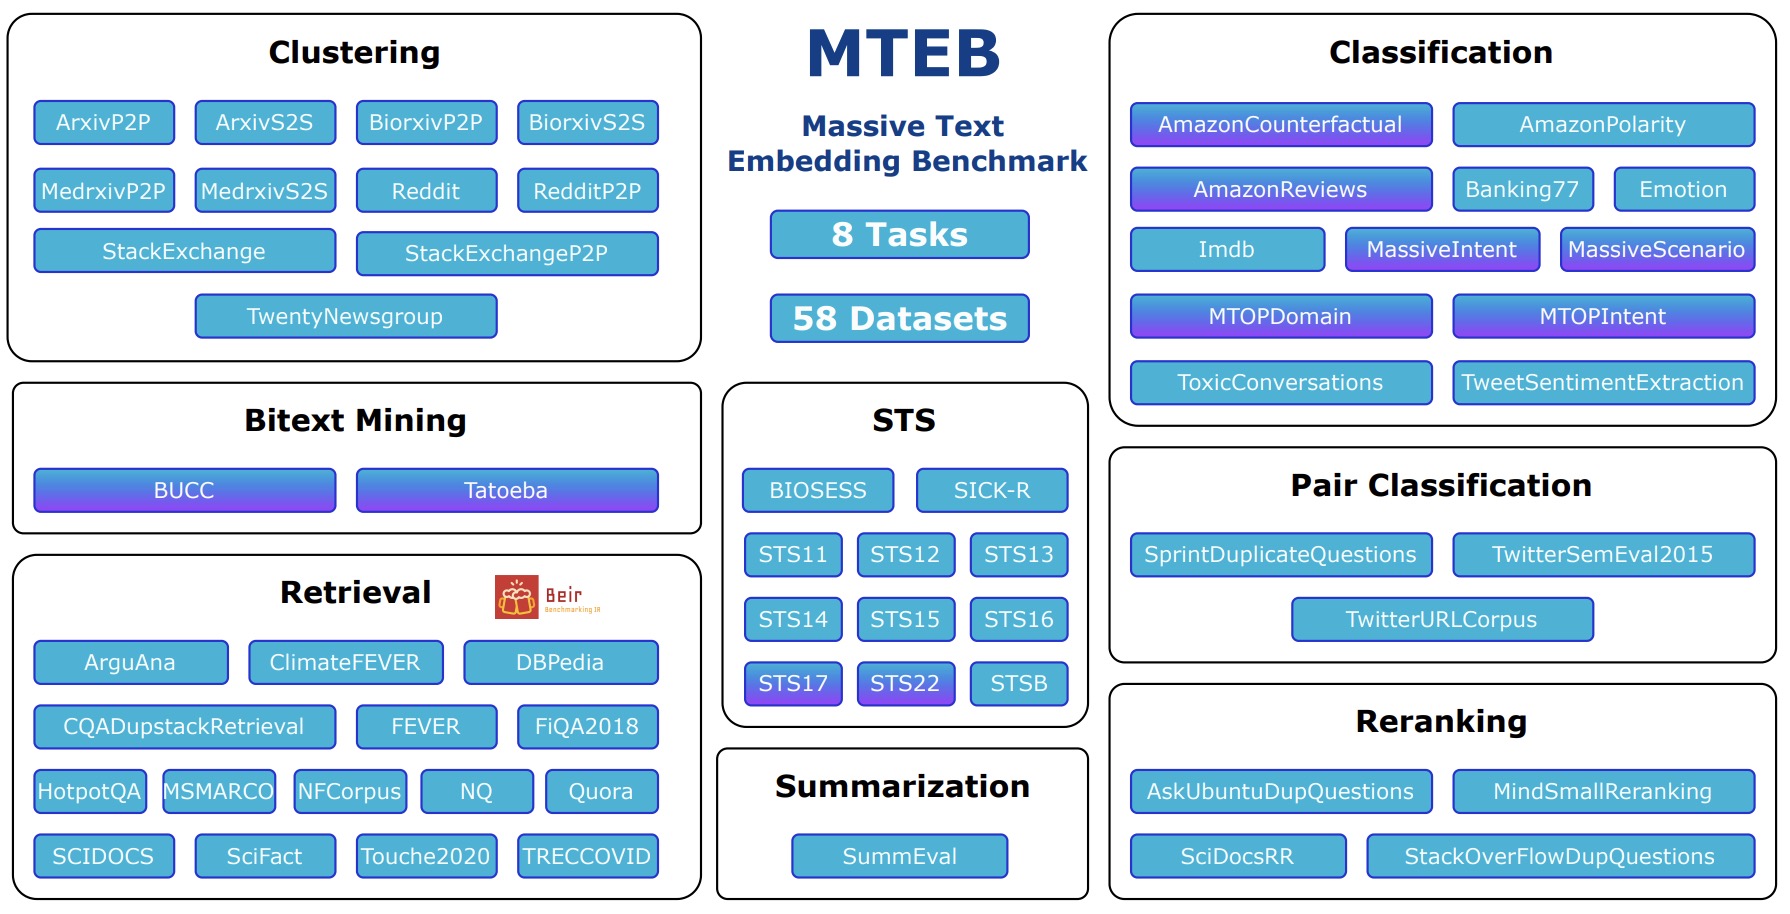 MTEB
Massive Text
Embedding Benchmark
8 Tasks
58 Datasets
Clustering
ArxivP2P ArxivS2S BiorxivP2P BiorxivS2S
MedrxivP2P MedrxivS2S Reddit RedditP2P
StackExchange StackExchangeP2P
TwentyNewsgroup
Bitext Mining
BUCC Tatoeba
Retrieval
Beir
Benchmarking IR
ArguAna ClimateFEVER DBPedia
CQADupstackRetrieval FEVER FiQA2018
HotpotQA MSMARCO NFCorpus NQ Quora
SCIDOCS SciFact Touche2020 TRECCOVID
STS
BIOSESS SICK-R
STS11 STS12 STS13
STS14 STS15 STS16
STS17 STS22 STSB
Summarization
SummEval
Classification
AmazonCounterfactual AmazonPolarity
AmazonReviews Banking77 Emotion
Imdb MassiveIntent MassiveScenario
MTOPDomain MTOPIntent
ToxicConversations TweetSentimentExtraction
Pair Classification
SprintDuplicateQuestions TwitterSemEval2015
TwitterURLCorpus
Reranking
AskUbuntuDupQuestions MindSmallReranking
SciDocsRR StackOverFlowDupQuestions